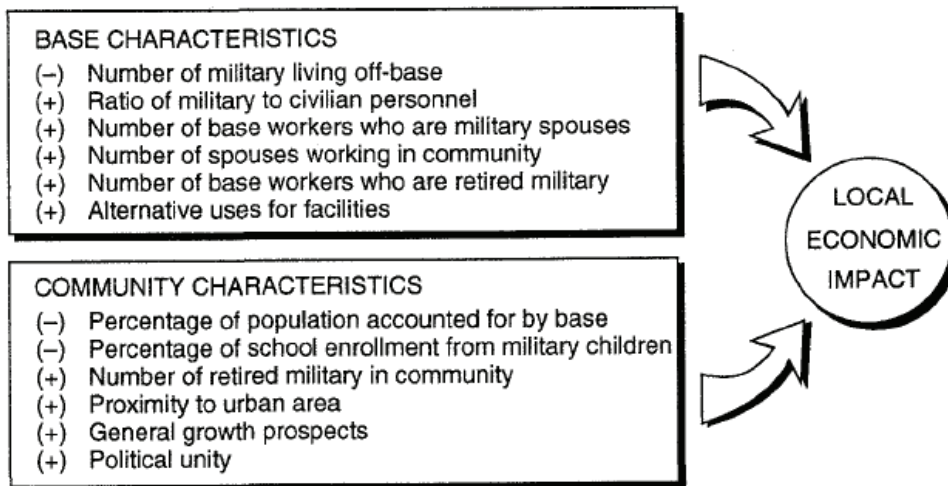 BASE CHARACTERISTICS
(–) Number of military living off-base
(+) Ratio of military to civilian personnel
(+) Number of base workers who are military spouses
(+) Number of spouses working in community
(+) Number of base workers who are retired military
(+) Alternative uses for facilities
COMMUNITY CHARACTERISTICS
(–) Percentage of population accounted for by base
(–) Percentage of school enrollment from military children
(+) Number of retired military in community
(+) Proximity to urban area
(+) General growth prospects
(+) Political unity
LOCAL
ECONOMIC
IMPACT